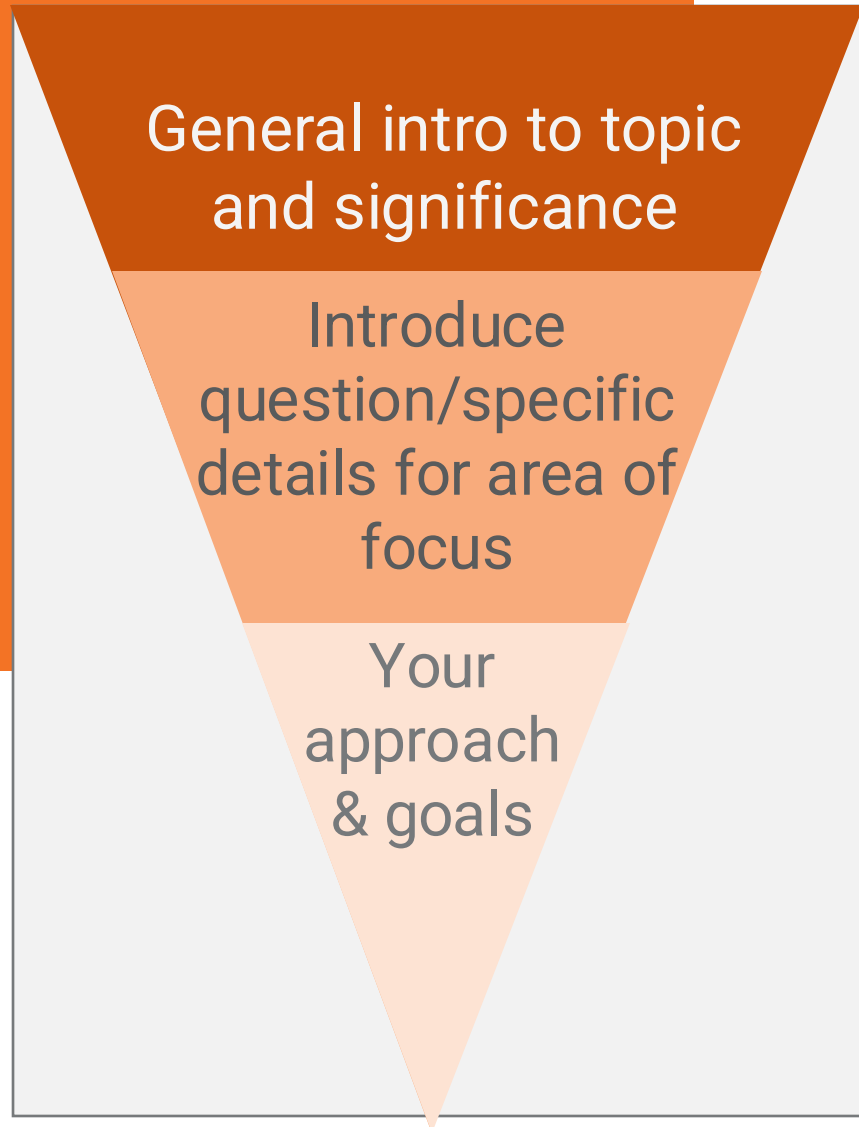 General intro to topic
and significance
Introduce
question/specific
details for area of
focus
Your
approach
& goals